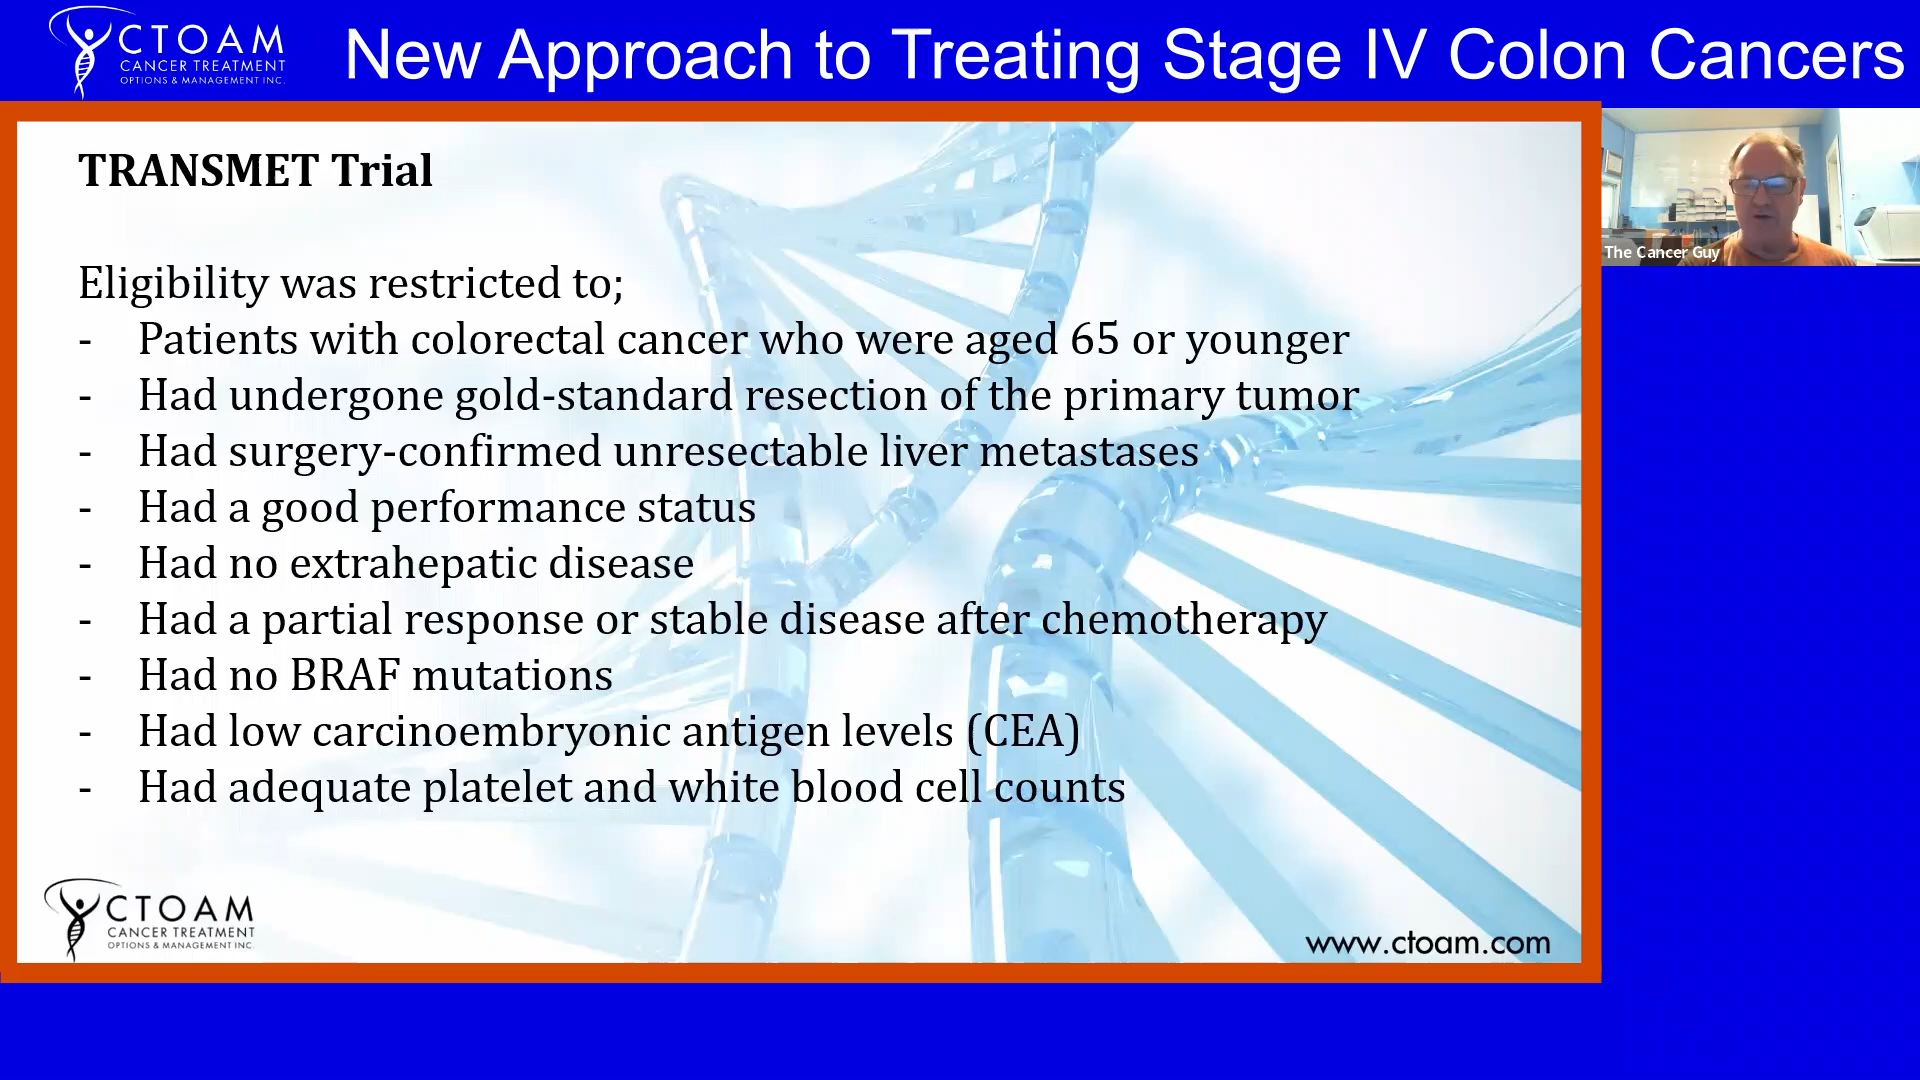 CTOAM
CANCER TREATMENT
OPTIONS & MANAGEMENT INC.
New Approach to Treating Stage IV Colon Cancers
TRANSMET Trial
Eligibility was restricted to;
- Patients with colorectal cancer who were aged 65 or younger
- Had undergone gold-standard resection of the primary tumor
- Had surgery-confirmed unresectable liver metastases
- Had a good performance status
- Had no extrahepatic disease
- Had a partial response or stable disease after chemotherapy
- Had no BRAF mutations
- Had low carcinoembryonic antigen levels (CEA)
- Had adequate platelet and white blood cell counts
The Cancer Guy
CTOAM
CANCER TREATMENT
OPTIONS & MANAGEMENT INC.
www.ctoam.com